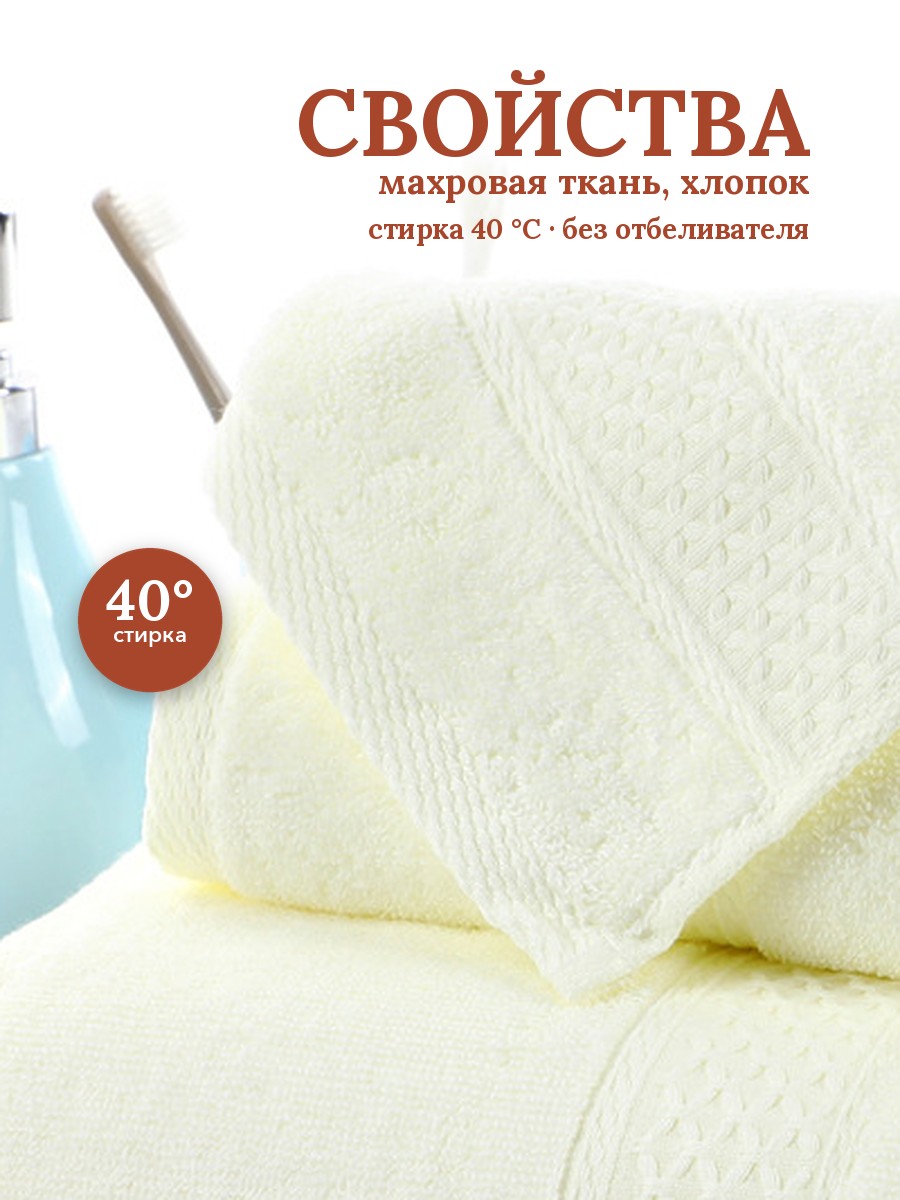 СВОЙСТВА
махровая ткань, хлопок
стирка 40 °C · без отбеливателя
40°
стирка